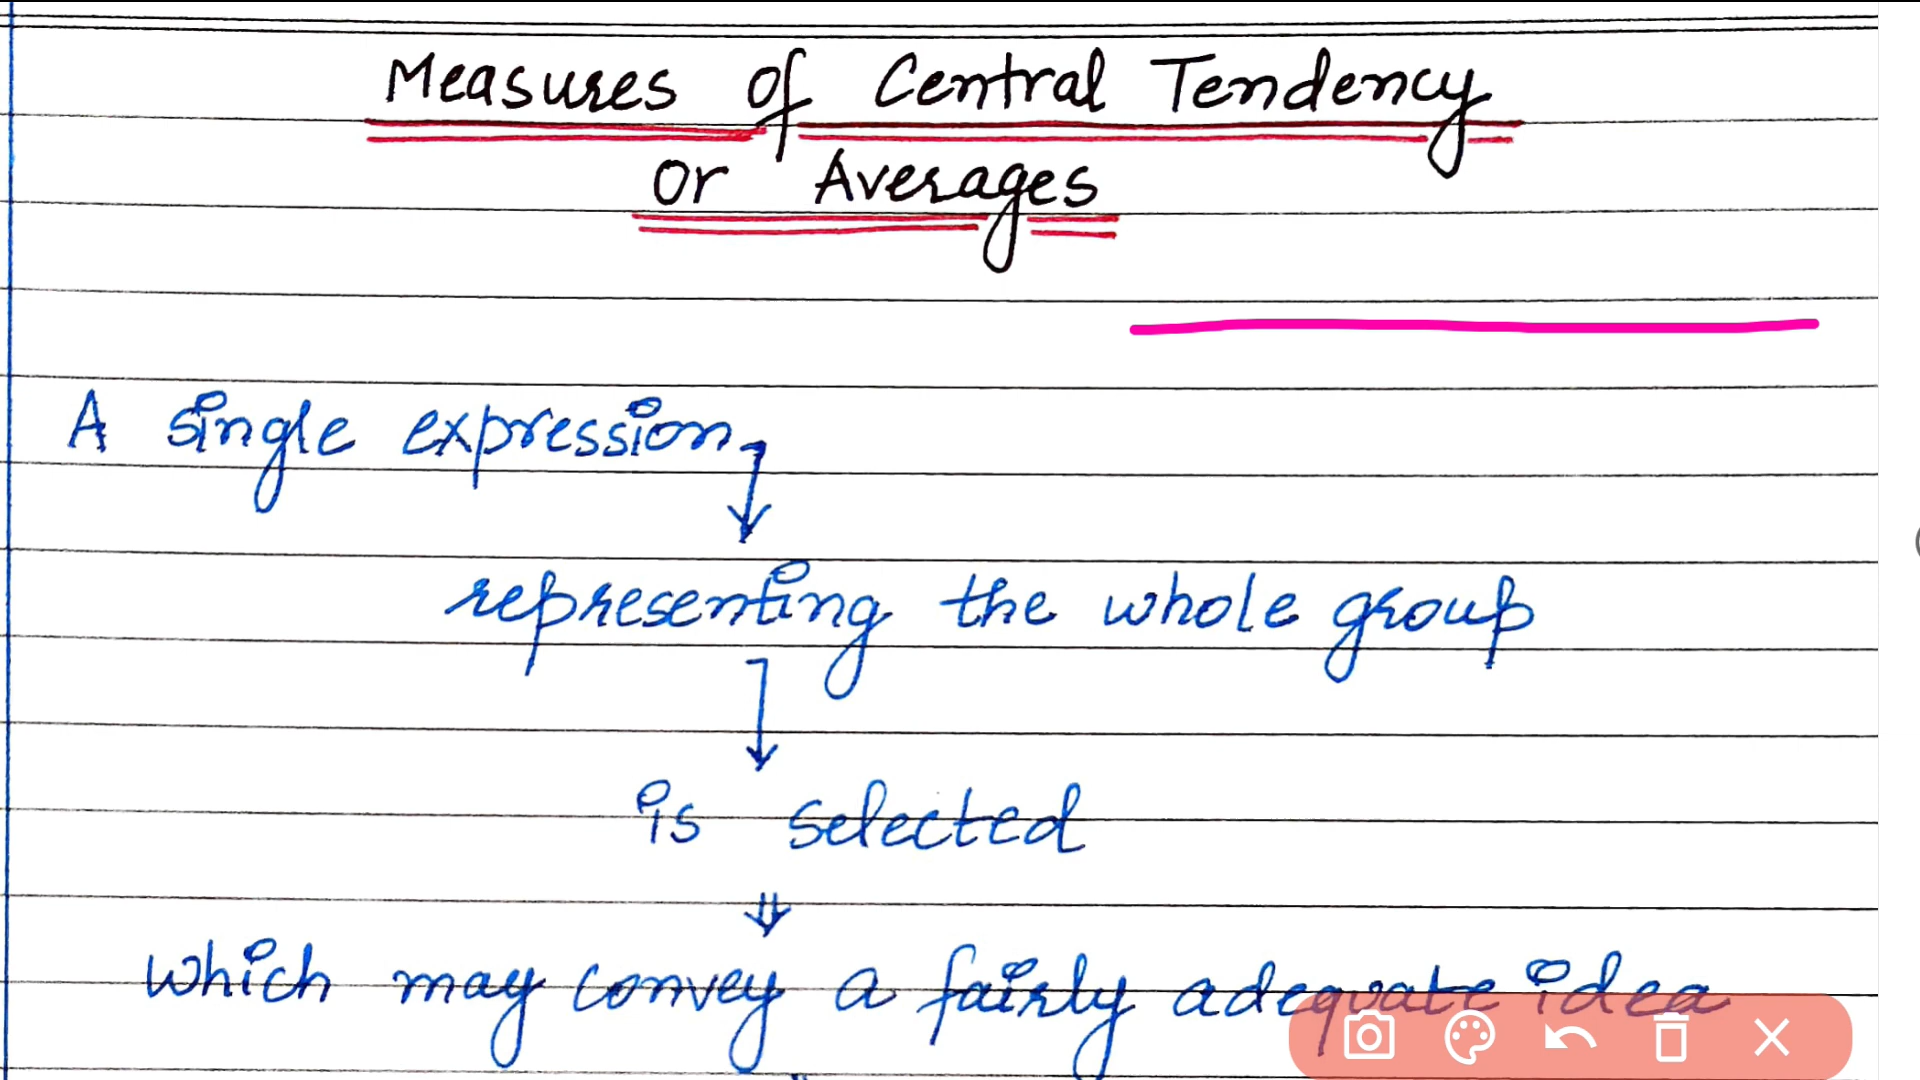 Measures of Central Tendency
Or Averages
A single expression
representing the whole group
is selected
which may convey a fairly adequate idea